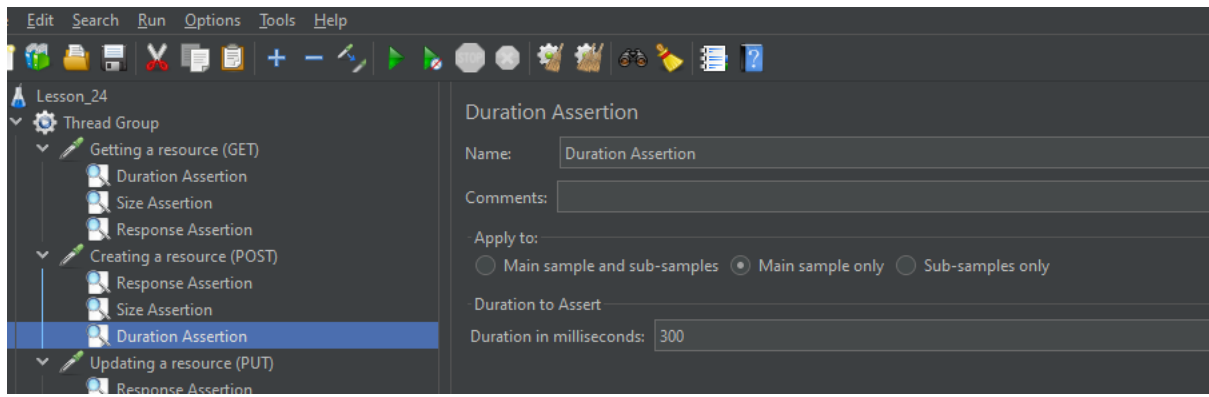 Edit Search Run Options Tools Help
STOP
Lesson_24
Thread Group
Getting a resource (GET)
Duration Assertion
Size Assertion
Response Assertion
Creating a resource (POST)
Response Assertion
Size Assertion
Duration Assertion
Updating a resource (PUT)
Response Assertion
Duration Assertion
Name: Duration Assertion
Comments:
Apply to:
Main sample and sub-samples Main sample only Sub-samples only
Duration to Assert
Duration in milliseconds: 300